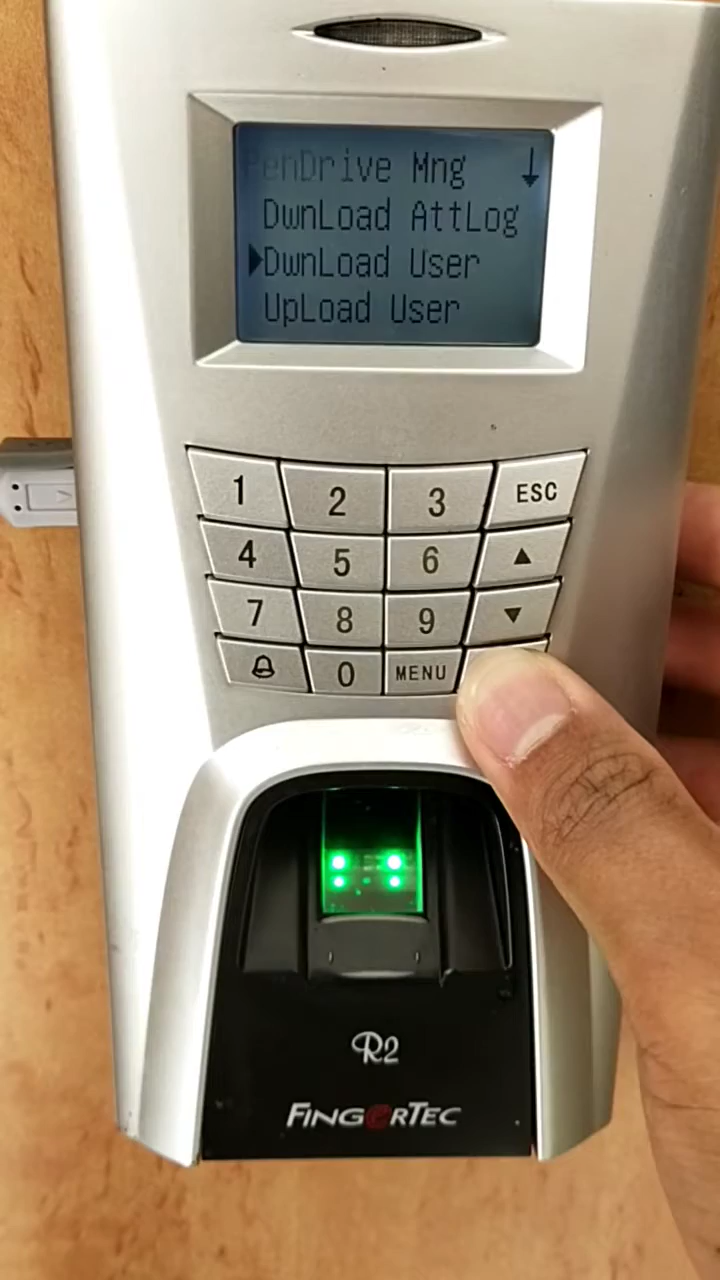 PenDrive Mng ↓
DwnLoad AttLog
▶DwnLoad User
UpLoad User
1 2 3 ESC
4 5 6 ▲
7 8 9 ▼
0 MENU
R2
FINGERTEC